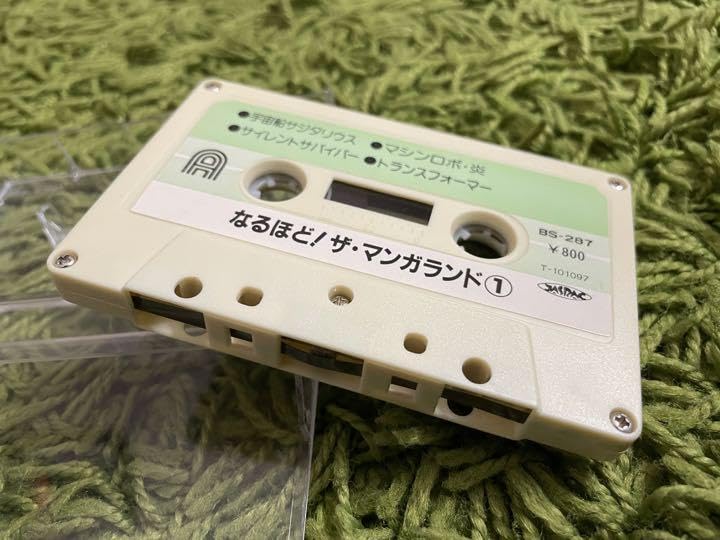 ●宇宙船サジタリウス ●マシンロボ・炎
●サイレントサバイバー ●トランスフォーマー
なるほど!ザ・マンガランド①
BS-287
¥800
T-101097
JASRAC